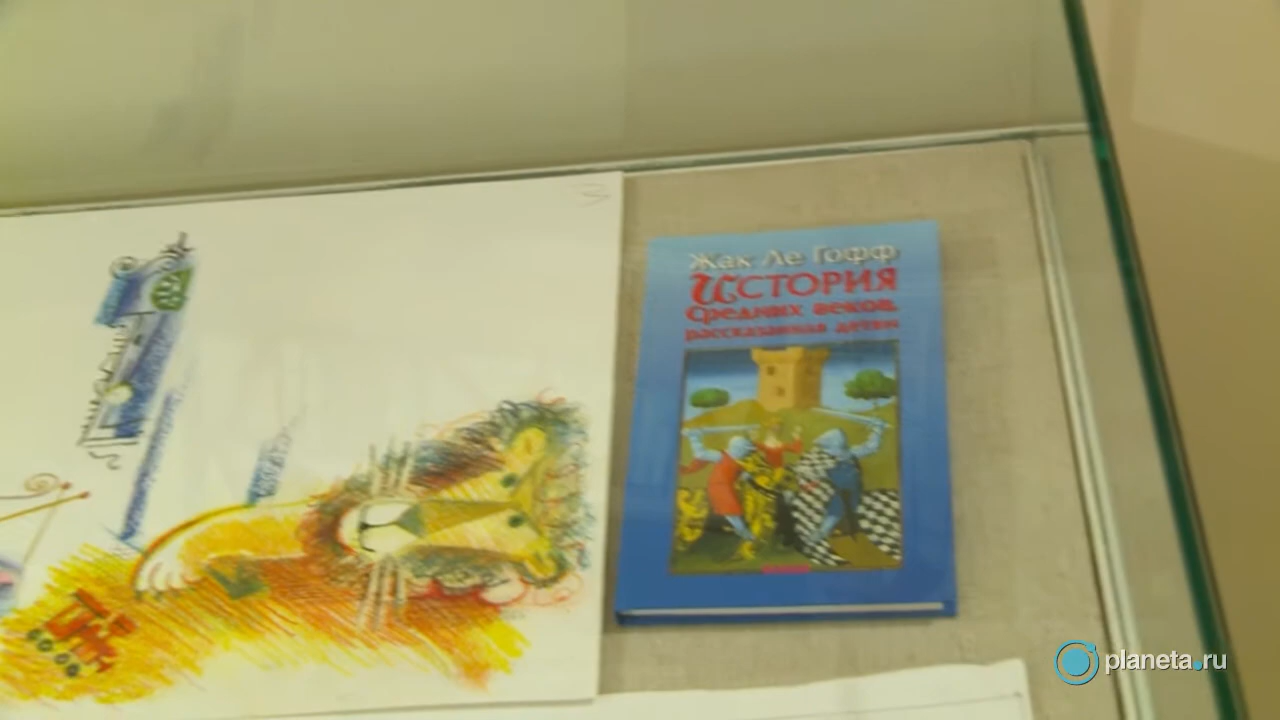 Жак Ле Гофф
История
Средних веков,
рассказанная детям
planeta.ru